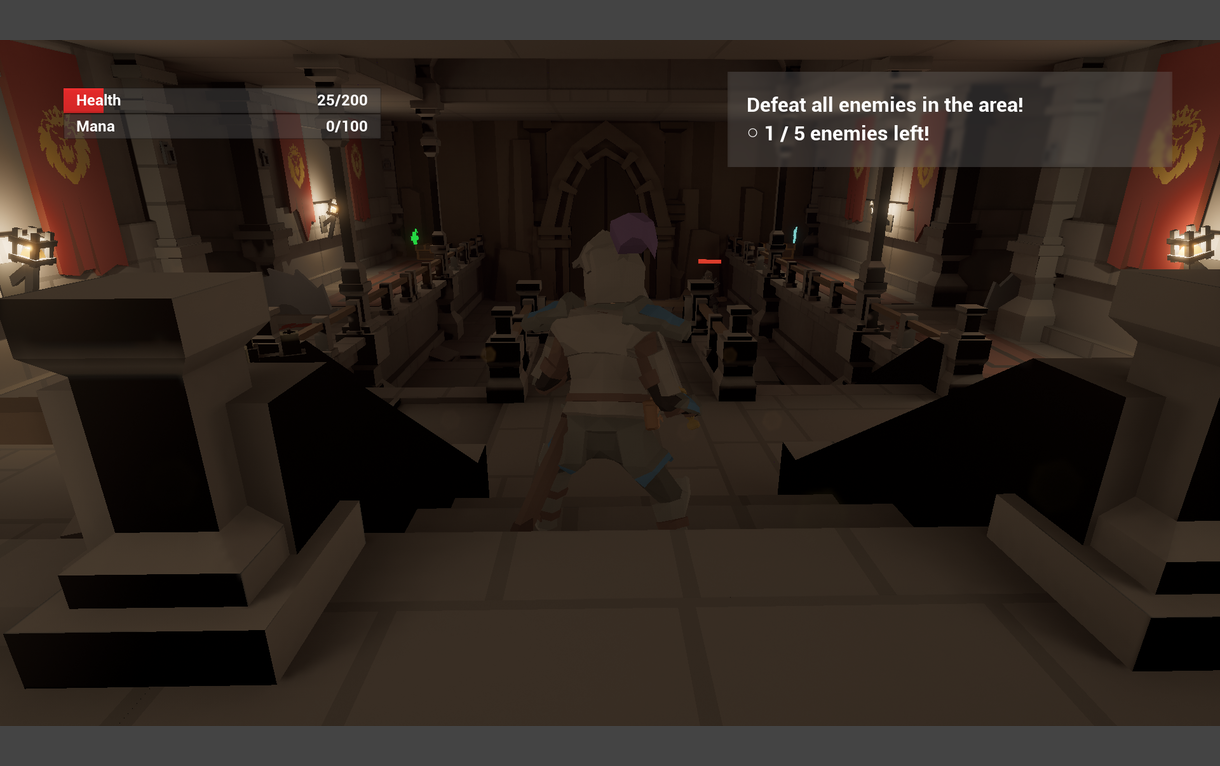 Health 25/200
Mana 0/100
Defeat all enemies in the area!
○ 1 / 5 enemies left!